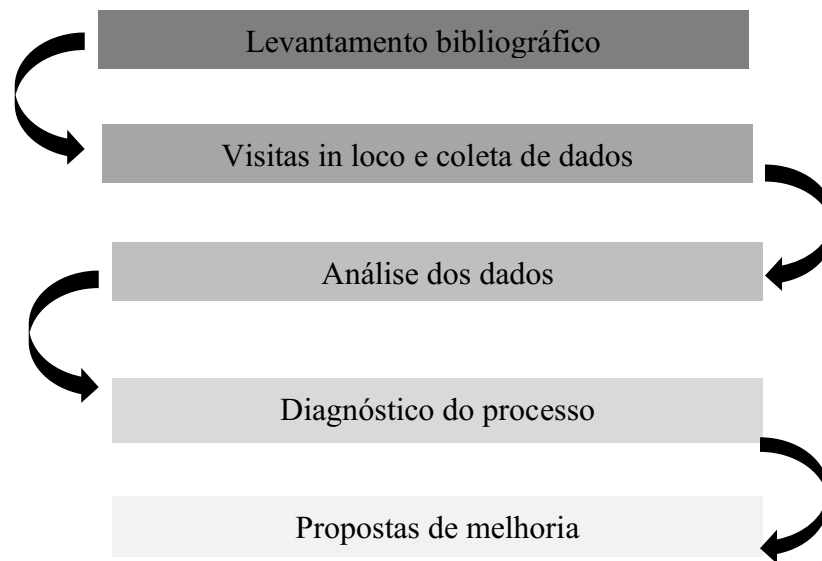 Levantamento bibliográfico
Visitas in loco e coleta de dados
Análise dos dados
Diagnóstico do processo
Propostas de melhoria